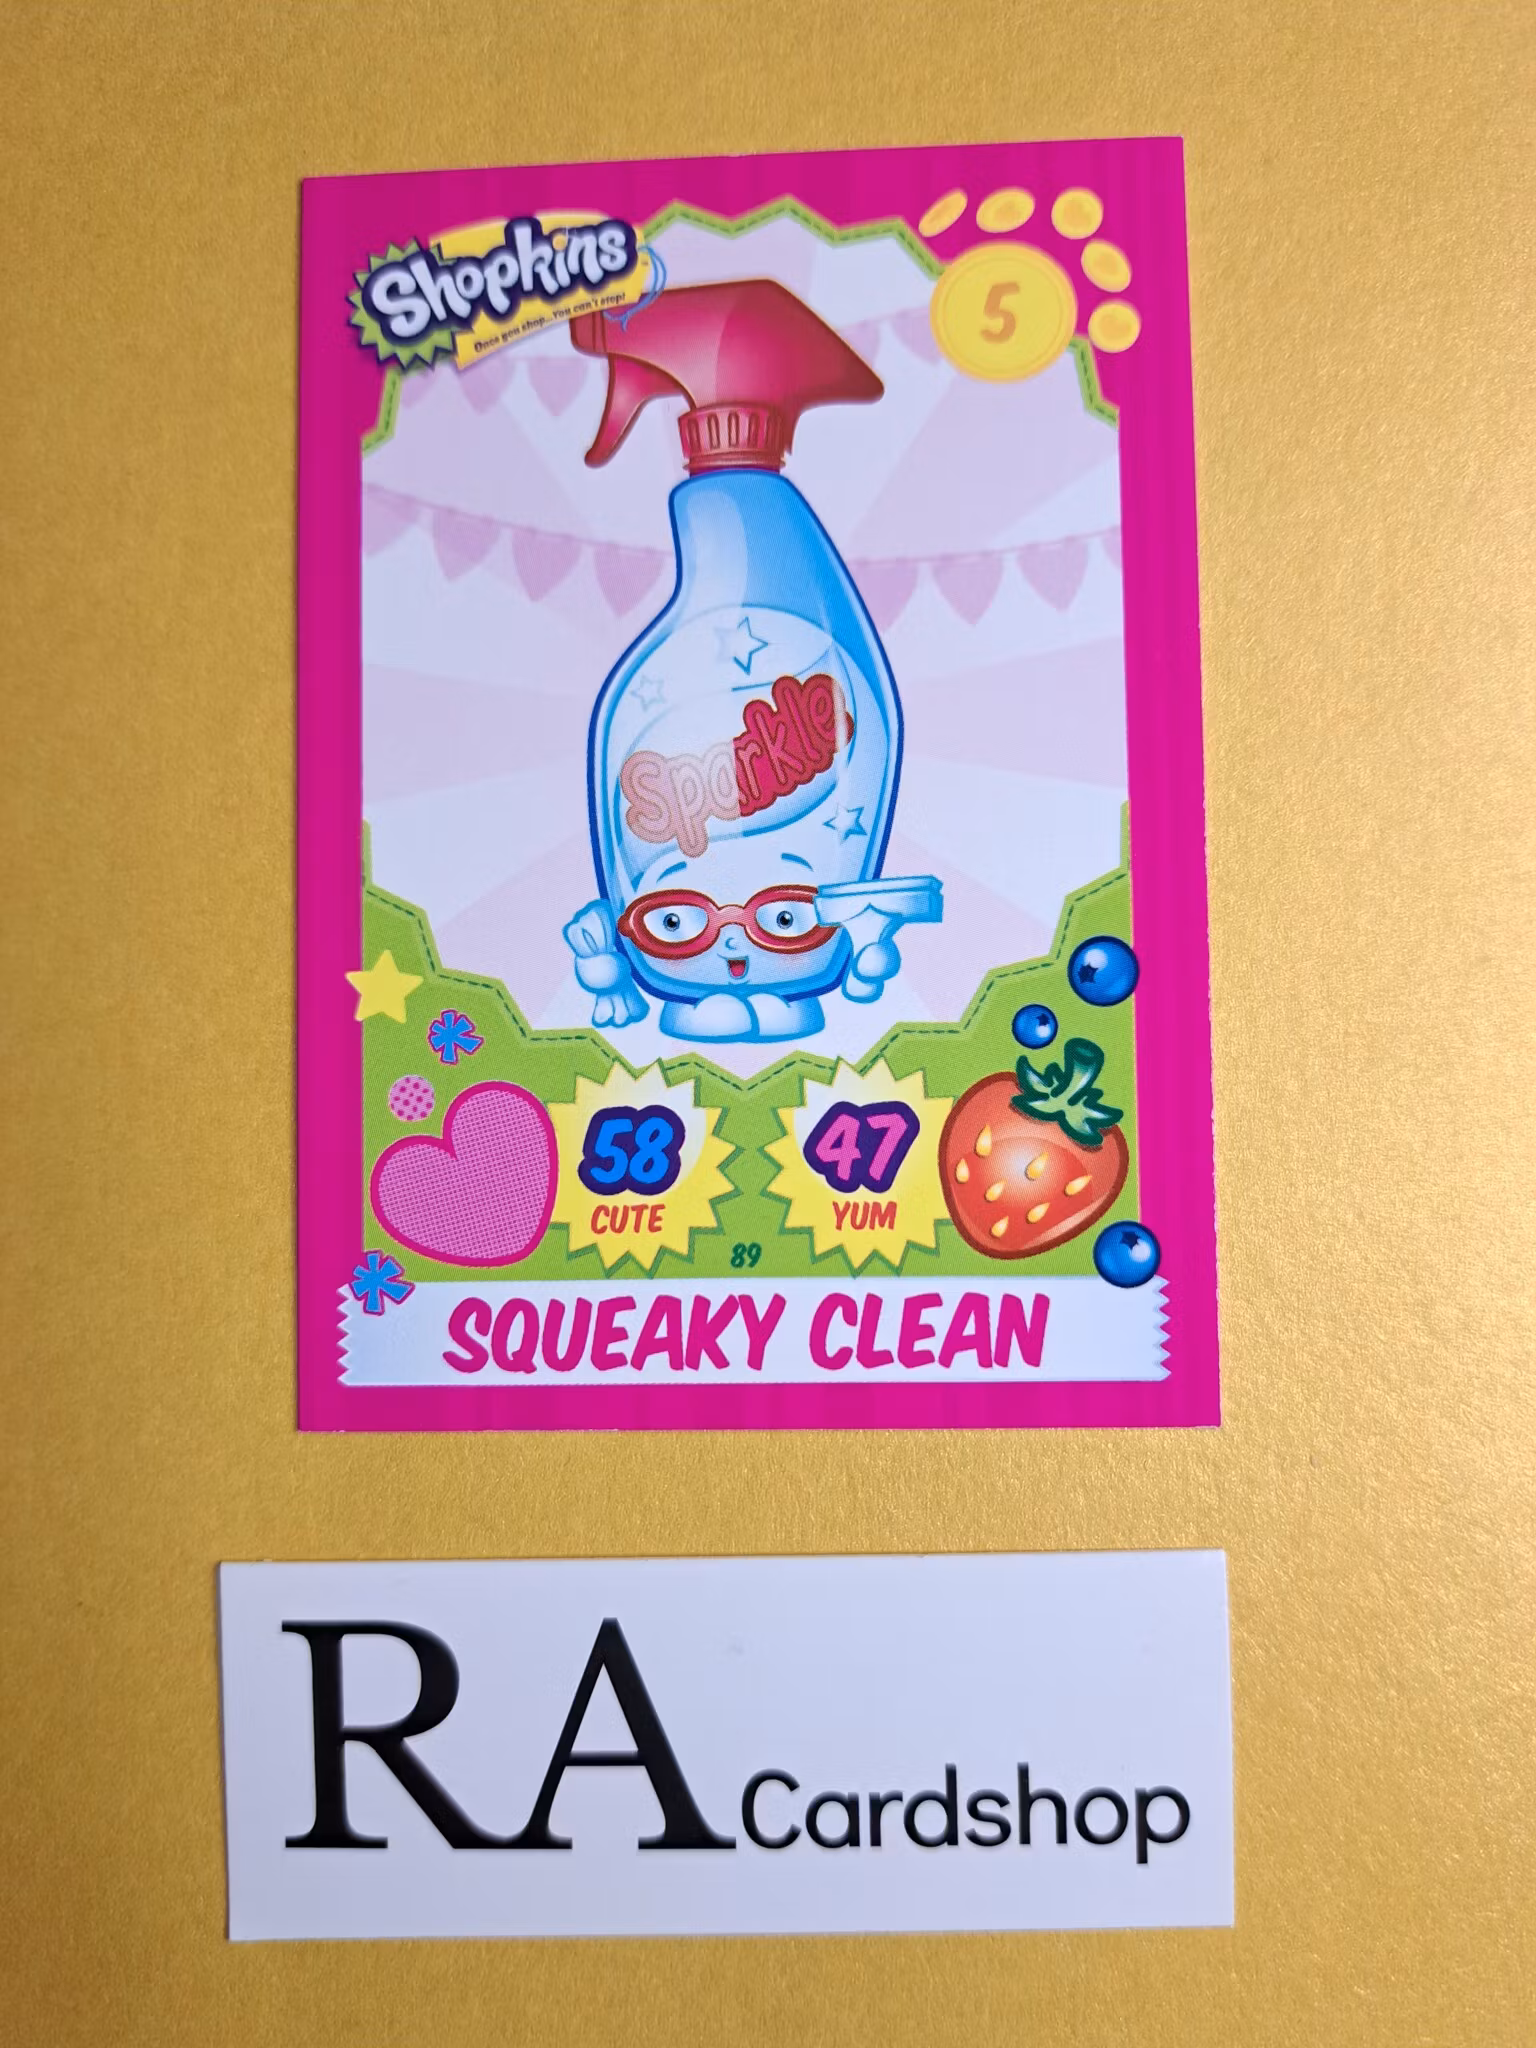 Shopkins
Once you shop...You can't stop!
5
Sparkle
58
CUTE
47
YUM
89
SQUEAKY CLEAN
RA Cardshop